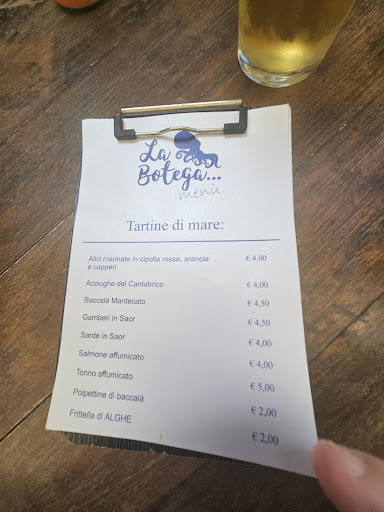 La
Botega...
menù
Tartine di mare:
Alici marinate in cipolla rossa, arancia
e capperi € 4,00
Acciughe del Cantabrico € 4,00
Baccalà Mantecato € 4,50
Gamberi in Saor € 4,50
Sarde in Saor € 4,00
Salmone affumicato € 4,00
Tonno affumicato € 5,00
Polpettine di baccalà € 2,00
Frittella di ALGHE € 2,00